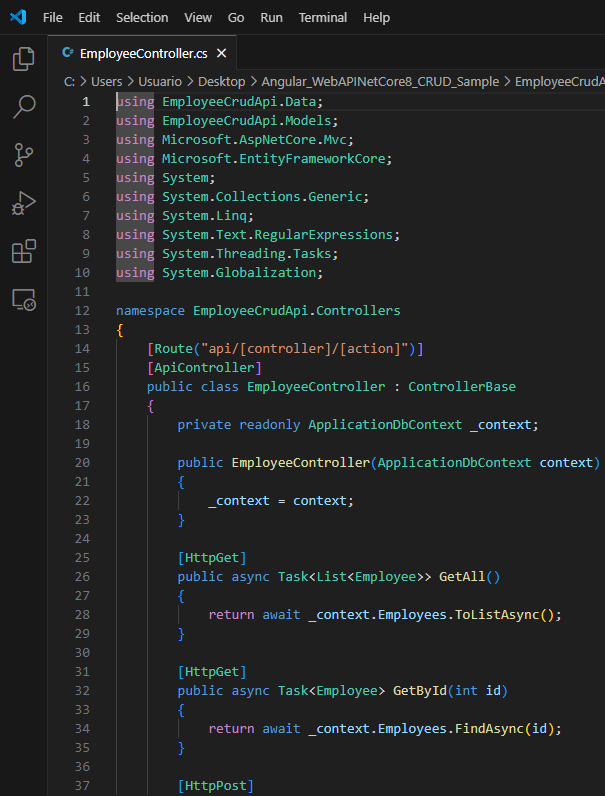 File Edit Selection View Go Run Terminal Help
C# EmployeeController.cs ×
C: > Users > Usuario > Desktop > Angular_WebAPINetCore8_CRUD_Sample > EmployeeCrudA
1 using EmployeeCrudApi.Data;
2 using EmployeeCrudApi.Models;
3 using Microsoft.AspNetCore.Mvc;
4 using Microsoft.EntityFrameworkCore;
5 using System;
6 using System.Collections.Generic;
7 using System.Linq;
8 using System.Text.RegularExpressions;
9 using System.Threading.Tasks;
10 using System.Globalization;
11
12 namespace EmployeeCrudApi.Controllers
13 {
14     [Route("api/[controller]/[action]")]
15     [ApiController]
16     public class EmployeeController : ControllerBase
17     {
18         private readonly ApplicationDbContext _context;
19
20         public EmployeeController(ApplicationDbContext context)
21         {
22             _context = context;
23         }
24
25         [HttpGet]
26         public async Task<List<Employee>> GetAll()
27         {
28             return await _context.Employees.ToListAsync();
29         }
30
31         [HttpGet]
32         public async Task<Employee> GetById(int id)
33         {
34             return await _context.Employees.FindAsync(id);
35         }
36
37         [HttpPost]